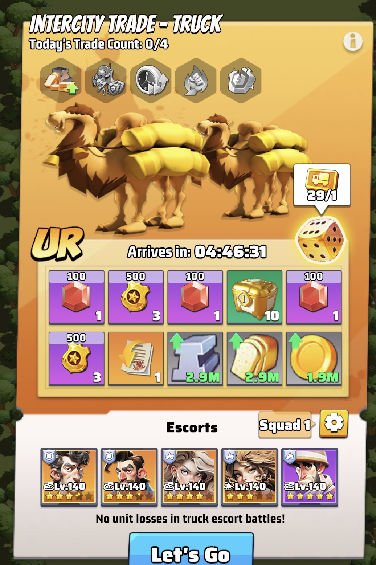 INTERCITY TRADE - TRUCK
Today's Trade Count: 0/4
i
29/1
UR
Arrives in: 04:46:31
100 500 100 100
1 3 1 10 1
500
3 1 2.9M 2.9M 1.9M
Escorts
Squad 1
Lv.140 Lv.140 Lv.140 Lv.140 Lv.140
No unit losses in truck escort battles!
Let's Go